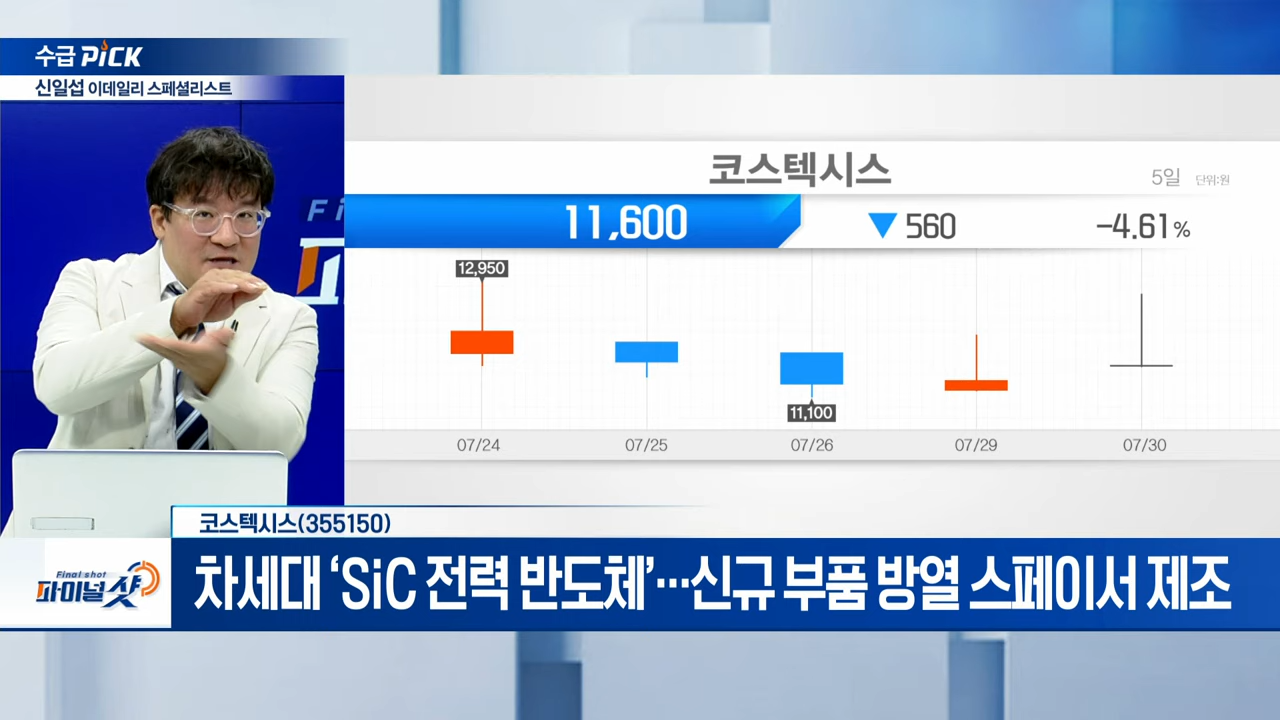 수급 PICK
신일섭 이데일리 스페셜리스트
Fi
코스텍시스
5일 단위:원
11,600 ▼ 560 -4.61%
12,950
11,100
07/24 07/25 07/26 07/29 07/30
코스텍시스(355150)
Final shot
파이널샷
차세대 ‘SiC 전력 반도체’…신규 부품 방열 스페이서 제조